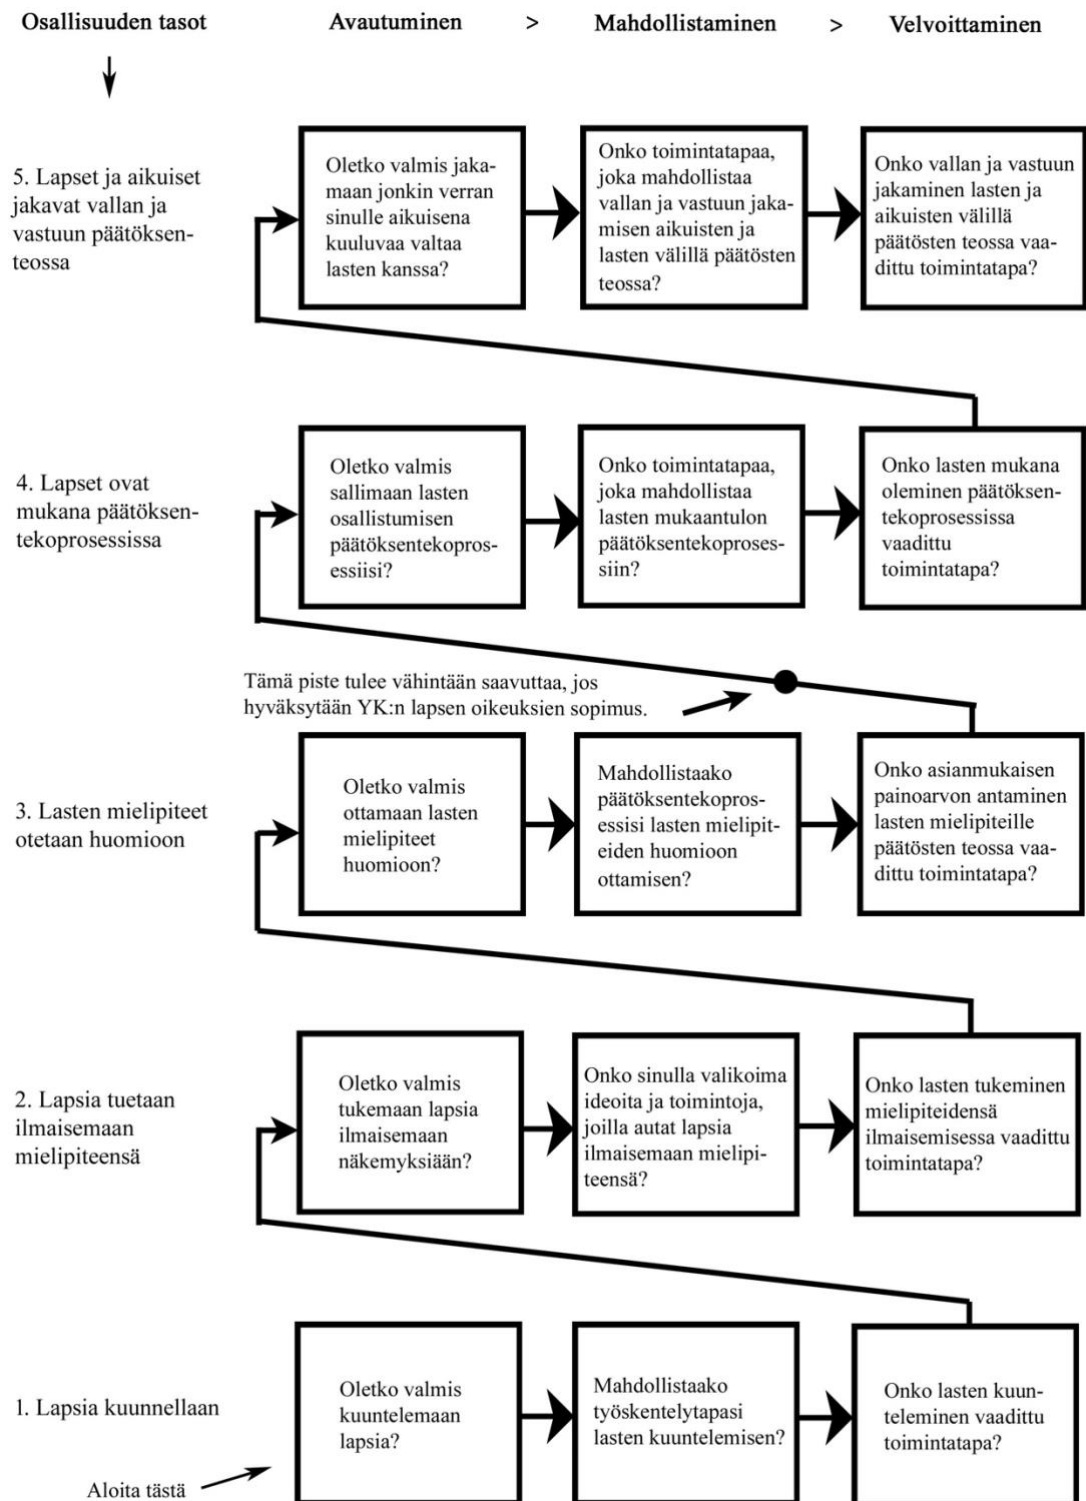 Osallisuuden tasot Avautuminen > Mahdollistaminen > Velvoittaminen
5. Lapset ja aikuiset
jakavat vallan ja
vastuun päätöksen-
teossa
Oletko valmis jaka-
maan jonkin verran
sinulle aikuisena
kuuluvaa valtaa
lasten kanssa?
Onko toimintatapaa,
joka mahdollistaa
vallan ja vastuun jaka-
misen aikuisten ja
lasten välillä päätösten
teossa?
Onko vallan ja vastuun
jakaminen lasten ja
aikuisten välillä
päätösten teossa vaa-
dittu toimintatapa?
4. Lapset ovat
mukana päätöksen-
tekoprosessissa
Oletko valmis
sallimaan lasten
osallistumisen
päätöksentekopros-
essiisi?
Onko toimintatapaa,
joka mahdollistaa
lasten mukaantulon
päätöksentekoproses-
siin?
Onko lasten mukana
oleminen päätöksen-
tekoprosessissa
vaadittu
toimintatapa?
Tämä piste tulee vähintään saavuttaa, jos
hyväksytään YK:n lapsen oikeuksien sopimus.
3. Lasten mielipiteet
otetaan huomioon
Oletko valmis
ottamaan lasten
mielipiteet
huomioon?
Mahdollistaako
päätöksentekopros-
essisi lasten mielipit-
eiden huomioon
ottamisen?
Onko asianmukaisen
painoarvon antaminen
lasten mielipiteille
päätösten teossa vaa-
dittu toimintatapa?
2. Lapsia tuetaan
ilmaisemaan
mielipiteensä
Oletko valmis
tukemaan lapsia
ilmaisemaan
näkemyksiään?
Onko sinulla valikoima
ideoita ja toimintoja,
joilla autat lapsia
ilmaisemaan mielipi-
teensä?
Onko lasten tukeminen
mielipiteidensä
ilmaisemisessa vaadittu
toimintatapa?
1. Lapsia kuunnellaan
Oletko valmis
kuuntelemaan
lapsia?
Mahdollistaako
työskentelytapasi
lasten kuuntelemisen?
Onko lasten kuun-
teleminen vaadittu
toimintatapa?
Aloita tästä